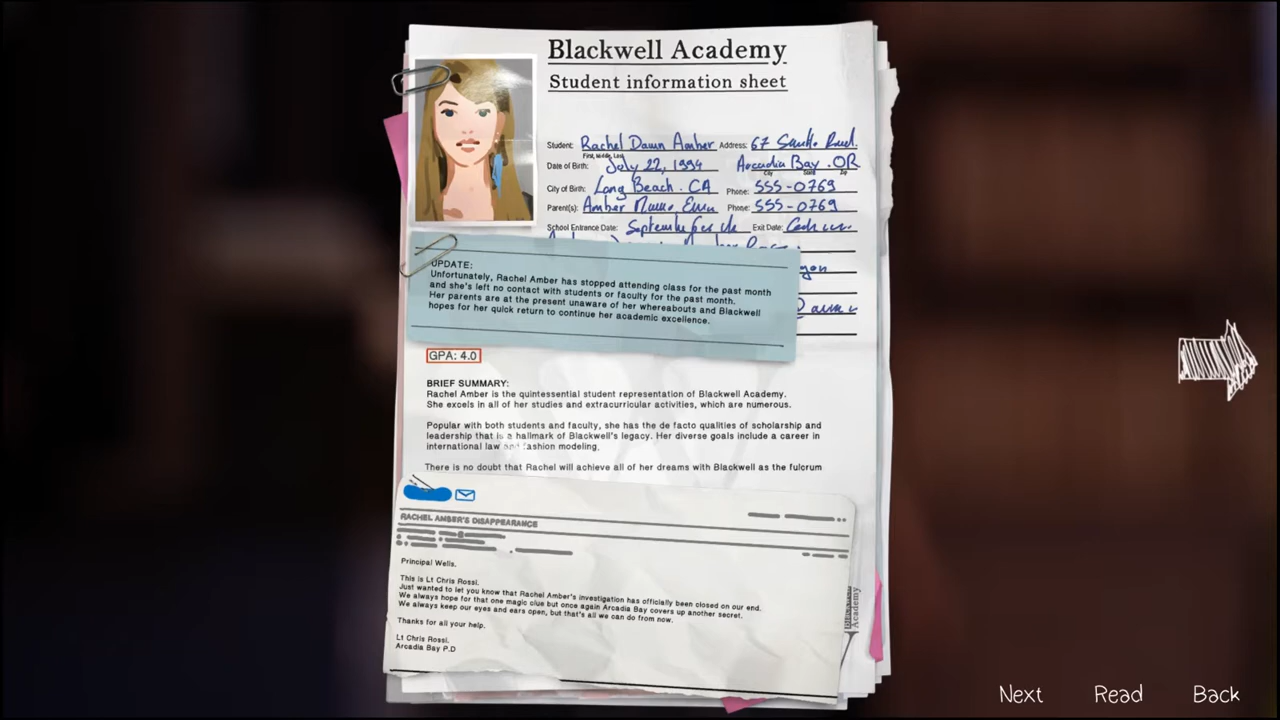 Blackwell Academy
Student information sheet
Student: Rachel Dawn Amber Address: 67
First, Middle, Last
Date of Birth: July 22, 1994 Arcadia Bay . OR
City State Zip
City of Birth: Long Beach . CA Phone: 555-0769
Parent(s): Amber Phone: 555-0769
School Entrance Date: Exit Date:
UPDATE:
Unfortunately, Rachel Amber has stopped attending class for the past month
and she's left no contact with students or faculty for the past month.
Her parents are at the present unaware of her whereabouts and Blackwell
hopes for her quick return to continue her academic excellence.
GPA: 4.0
BRIEF SUMMARY:
Rachel Amber is the quintessential student representation of Blackwell Academy.
She excels in all of her studies and extracurricular activities, which are numerous.
Popular with both students and faculty, she has the de facto qualities of scholarship and
leadership that is a hallmark of Blackwell's legacy. Her diverse goals include a career in
international law and fashion modeling.
There is no doubt that Rachel will achieve all of her dreams with Blackwell as the fulcrum
RACHEL AMBER'S DISAPPEARANCE
Principal Wells,
This is Lt Chris Rossi.
Just wanted to let you know that Rachel Amber's investigation has officially been closed on our end.
We always hope for that one magic clue but once again Arcadia Bay covers up another secret.
We always keep our eyes and ears open, but that's all we can do from now.
Thanks for all your help.
Lt Chris Rossi.
Arcadia Bay P.D
Academy
Next Read Back